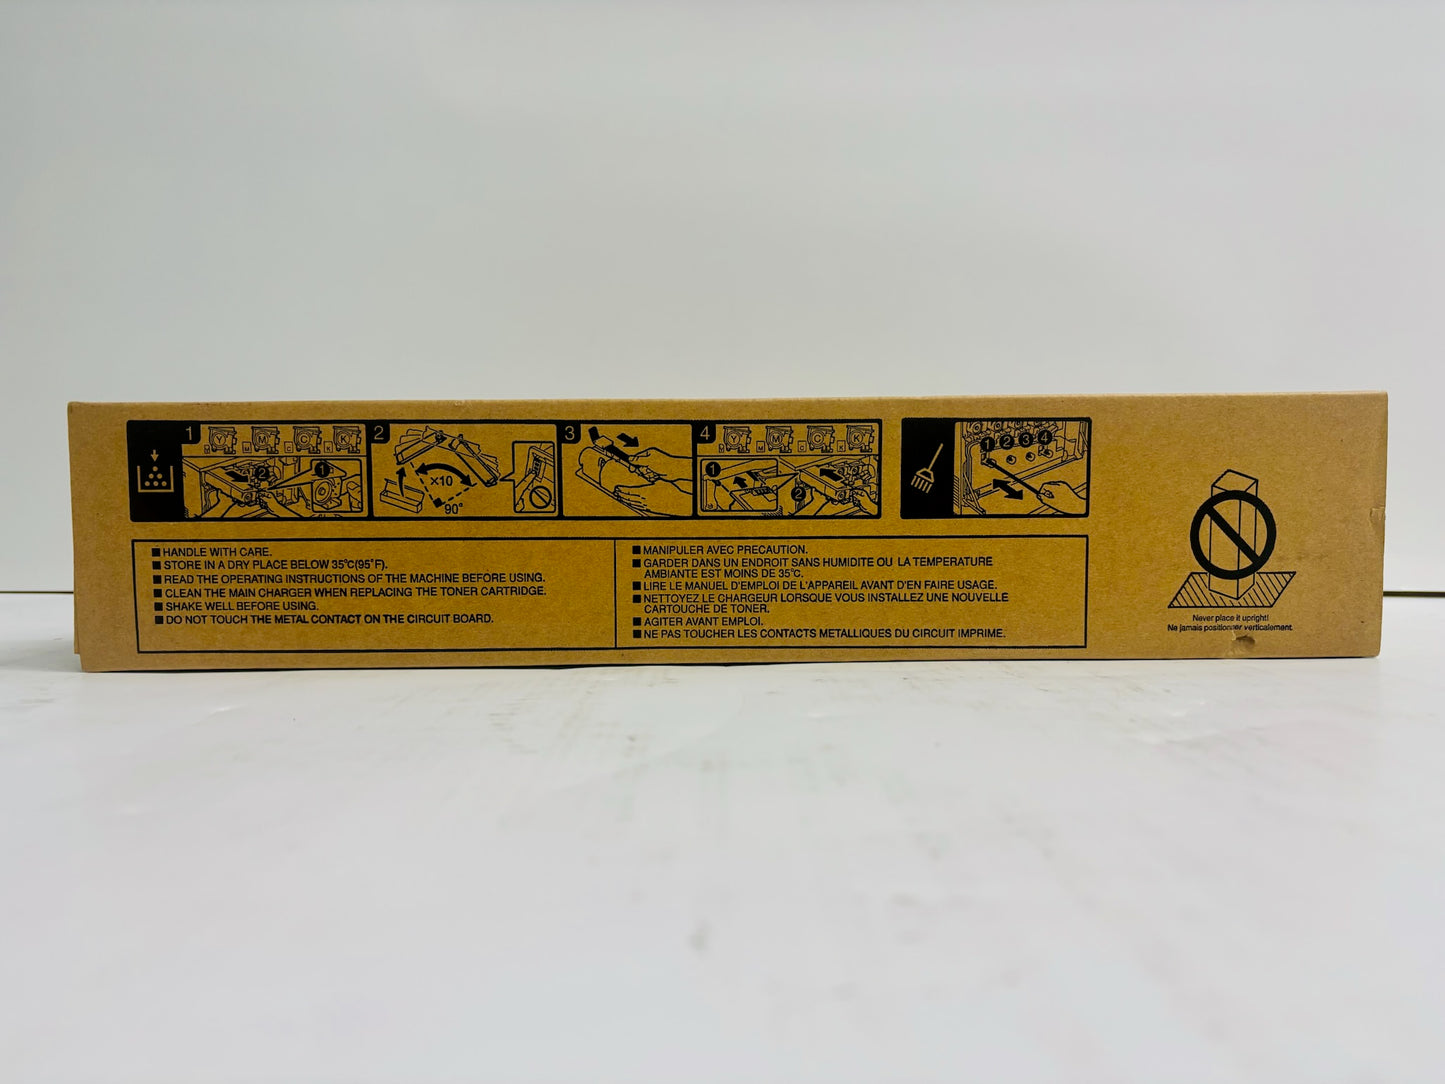 1 2 3 4
Y M C K
Y M C K
2 1
×10
90°
1
2
1 2 3 4
■ HANDLE WITH CARE.
■ STORE IN A DRY PLACE BELOW 35°C(95°F).
■ READ THE OPERATING INSTRUCTIONS OF THE MACHINE BEFORE USING.
■ CLEAN THE MAIN CHARGER WHEN REPLACING THE TONER CARTRIDGE.
■ SHAKE WELL BEFORE USING.
■ DO NOT TOUCH THE METAL CONTACT ON THE CIRCUIT BOARD.
■ MANIPULER AVEC PRECAUTION.
■ GARDER DANS UN ENDROIT SANS HUMIDITE OU LA TEMPERATURE
AMBIANTE EST MOINS DE 35°C.
■ LIRE LE MANUEL D'EMPLOI DE L'APPAREIL AVANT D'EN FAIRE USAGE.
■ NETTOYEZ LE CHARGEUR LORSQUE VOUS INSTALLEZ UNE NOUVELLE
CARTOUCHE DE TONER.
■ AGITER AVANT EMPLOI.
■ NE PAS TOUCHER LES CONTACTS METALLIQUES DU CIRCUIT IMPRIME.
Never place it upright!
Ne jamais positionner verticalement.